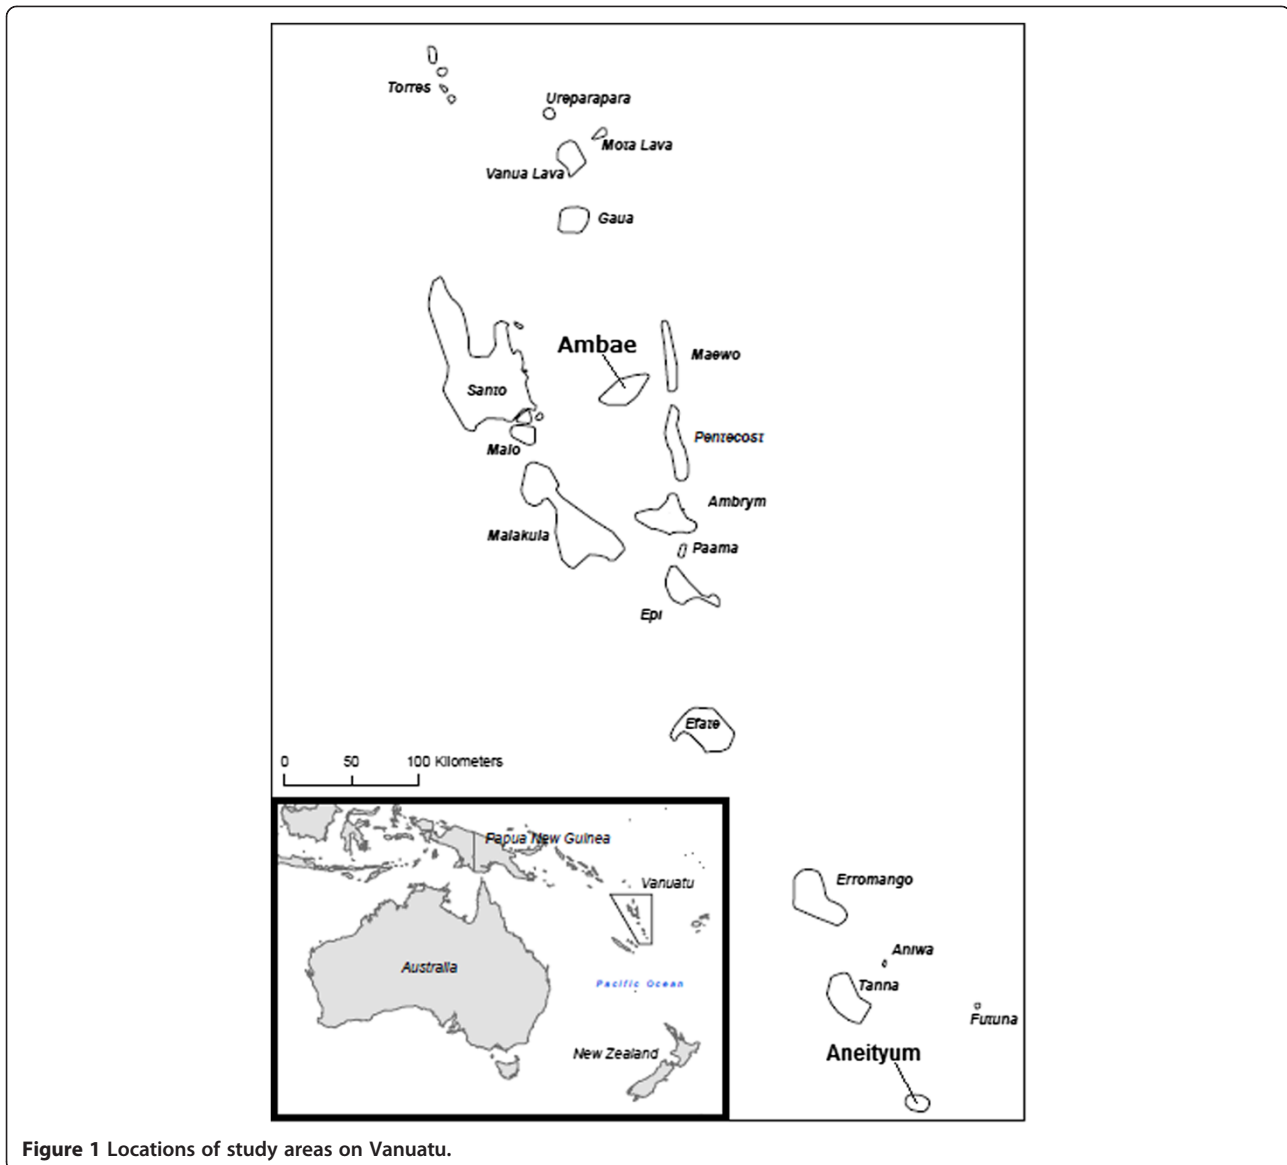 Torres
Ureparapara
Mota Lava
Vanua Lava
Gaua
Ambae
Maewo
Santo
Pentecost
Malo
Ambrym
Malakula
Paama
Epi
Efate
0 50 100 Kilometers
Papua New Guinea
Vanuatu
Erromango
Aniwa
Australia
Pacific Ocean
Tanna
Futuna
New Zealand
Aneityum
Figure 1 Locations of study areas on Vanuatu.